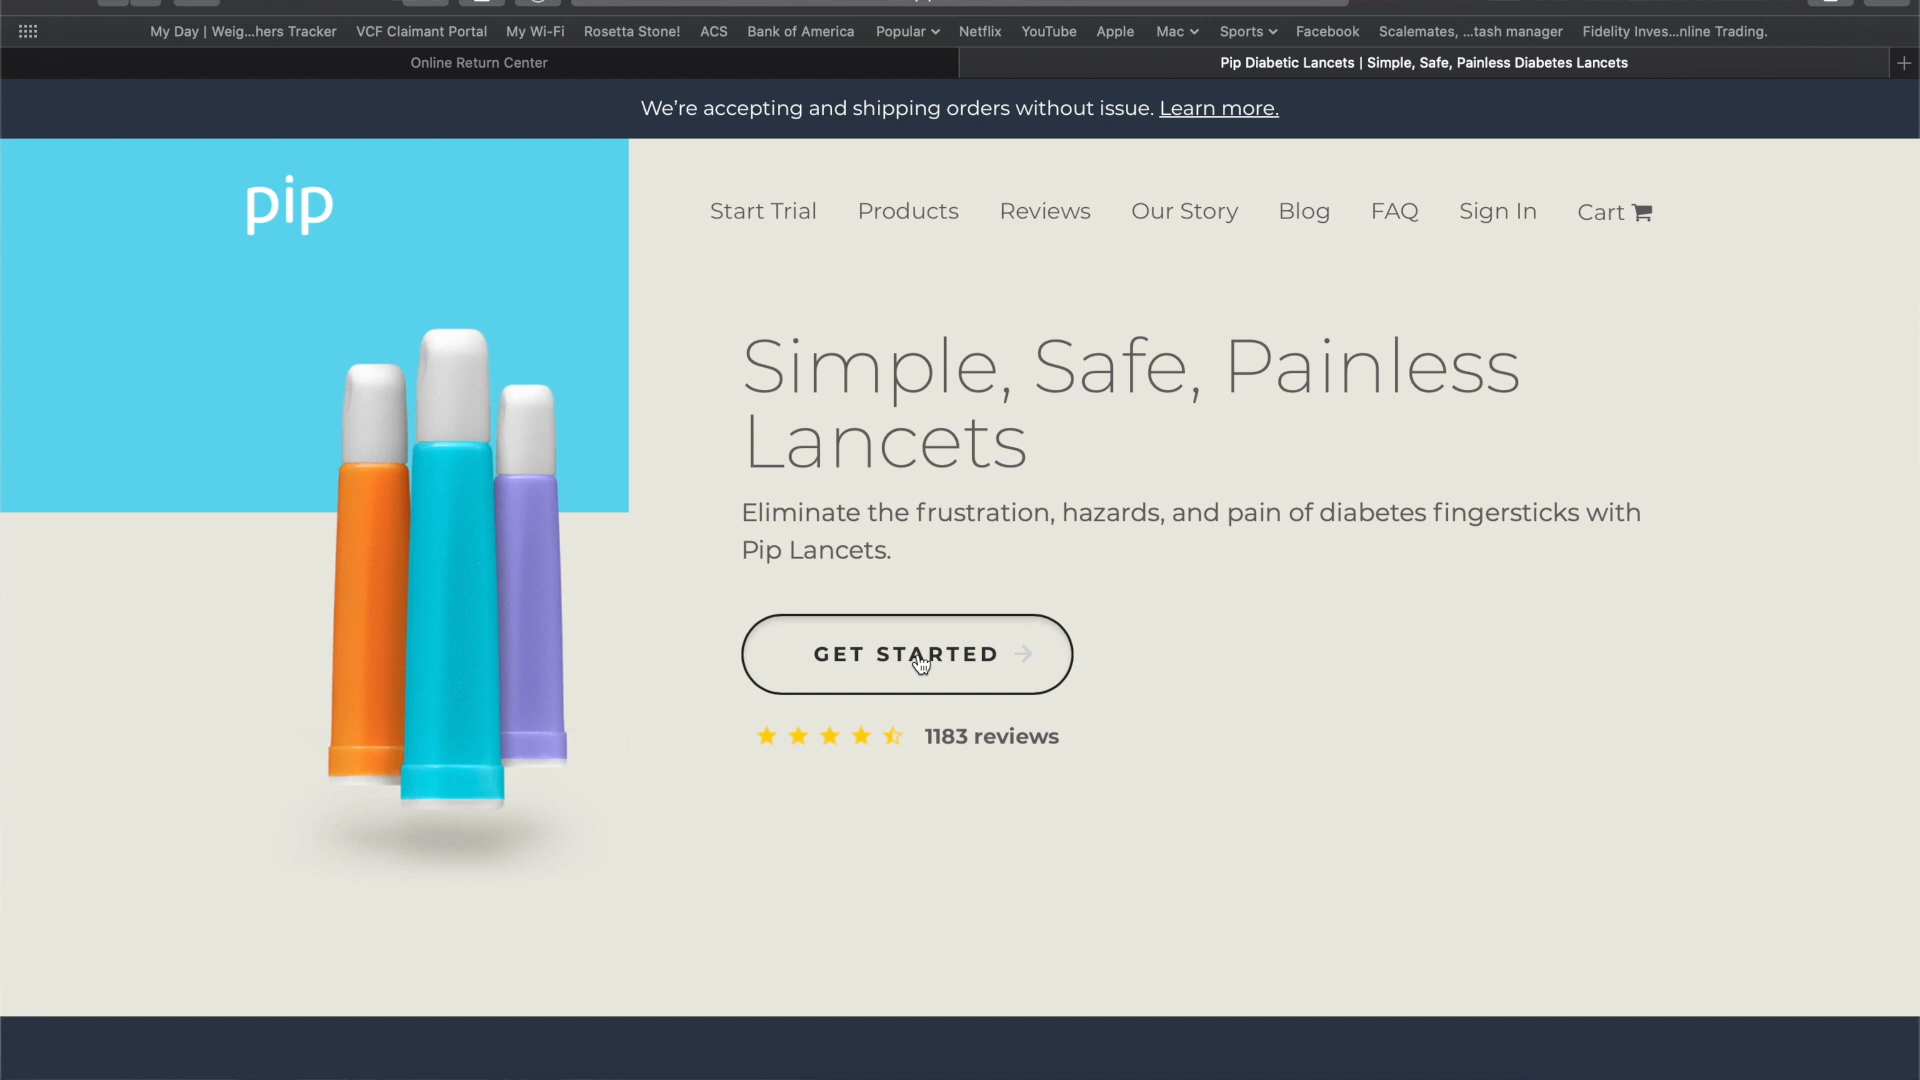 My Day | Weig...hers Tracker VCF Claimant Portal My Wi-Fi Rosetta Stone! ACS Bank of America Popular Netflix YouTube Apple Mac Sports Facebook Scalemates, ...tash manager Fidelity Inves...nline Trading.
Online Return Center Pip Diabetic Lancets | Simple, Safe, Painless Diabetes Lancets
We're accepting and shipping orders without issue. Learn more.
pip
Start Trial Products Reviews Our Story Blog FAQ Sign In Cart
Simple, Safe, Painless
Lancets
Eliminate the frustration, hazards, and pain of diabetes fingersticks with
Pip Lancets.
GET STARTED
1183 reviews